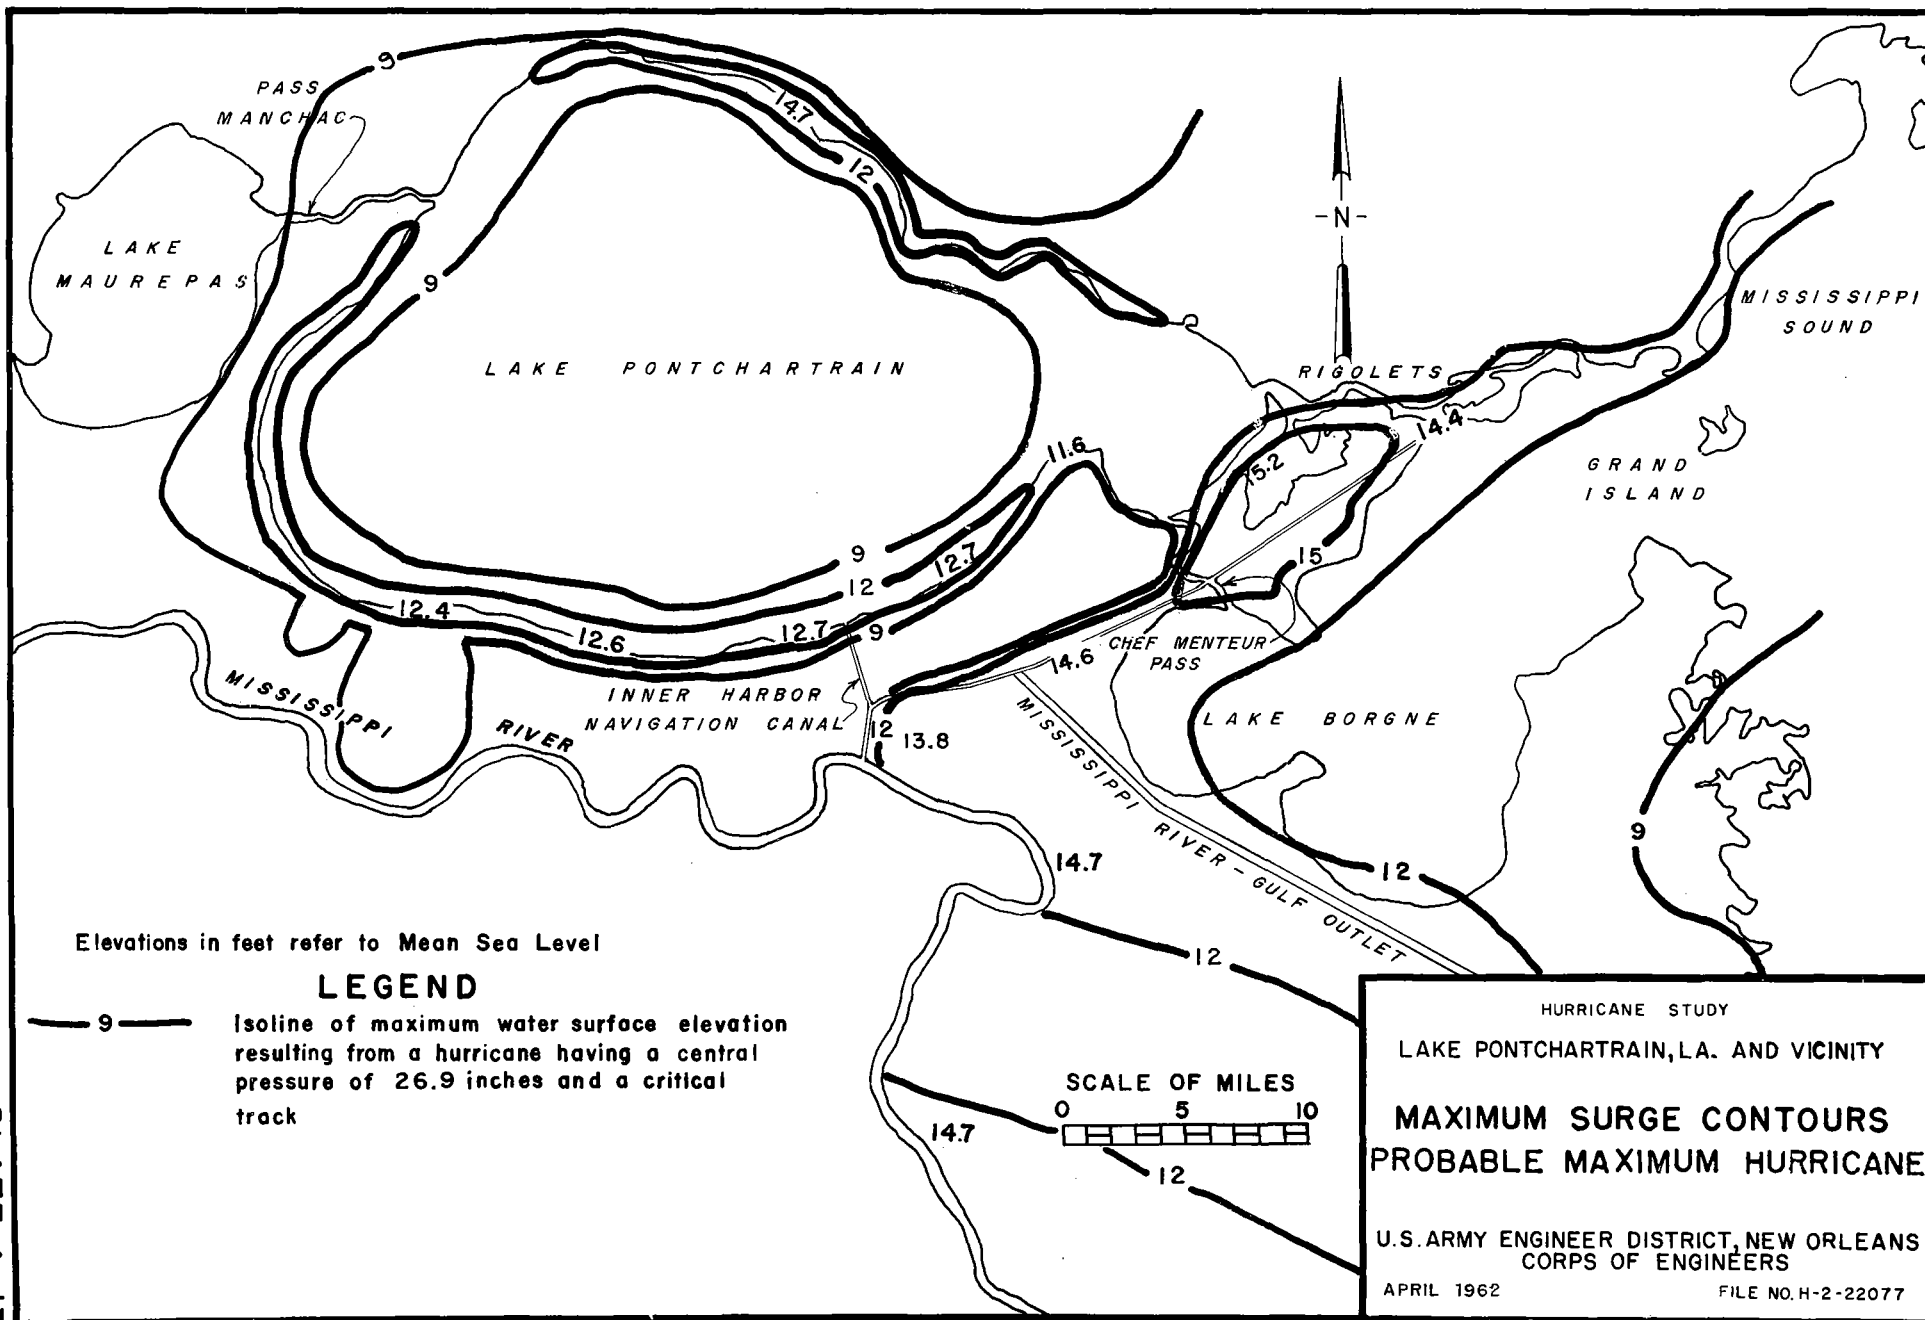 9
PASS
MANCHAC
14.7
12
LAKE
MAUREPAS
9
-N-
MISSISSIPPI
SOUND
LAKE PONTCHARTRAIN
RIGOLETS
14.4
11.6
15.2
GRAND
ISLAND
9
12
12.7
15
12.4
12.6
12.7
9
CHEF MENTEUR
PASS
14.6
MISSISSIPPI RIVER
INNER HARBOR
NAVIGATION CANAL
12
13.8
LAKE BORGNE
MISSISSIPPI RIVER - GULF OUTLET
9
14.7
12
12
Elevations in feet refer to Mean Sea Level
LEGEND
9
Isoline of maximum water surface elevation
resulting from a hurricane having a central
pressure of 26.9 inches and a critical
track
SCALE OF MILES
0 5 10
14.7
12
HURRICANE STUDY
LAKE PONTCHARTRAIN, LA. AND VICINITY
MAXIMUM SURGE CONTOURS
PROBABLE MAXIMUM HURRICANE
U.S. ARMY ENGINEER DISTRICT, NEW ORLEANS
CORPS OF ENGINEERS
APRIL 1962 FILE NO. H-2-22077